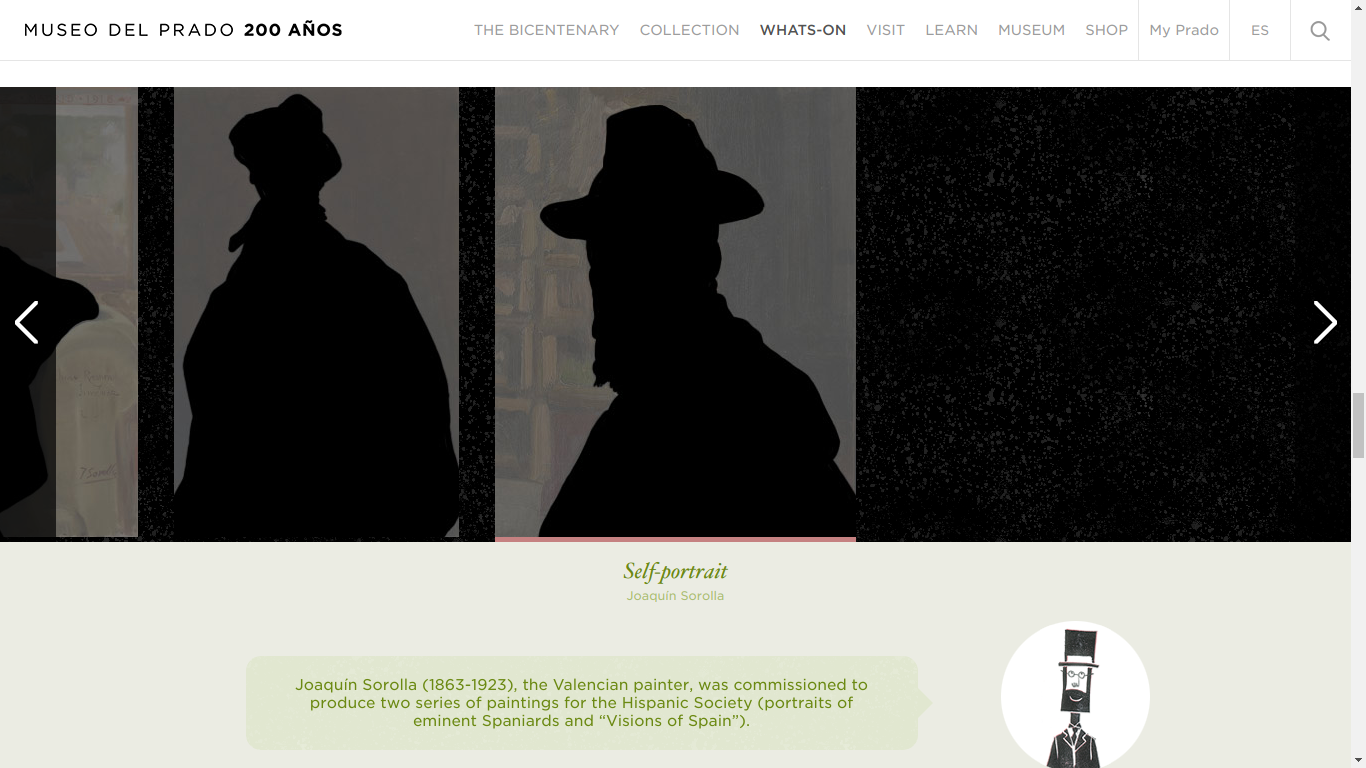 MUSEO DEL PRADO 200 AÑOS
THE BICENTENARY COLLECTION WHATS-ON VISIT LEARN MUSEUM SHOP My Prado ES
Self-portrait
Joaquín Sorolla
Joaquín Sorolla (1863-1923), the Valencian painter, was commissioned to
produce two series of paintings for the Hispanic Society (portraits of
eminent Spaniards and “Visions of Spain”).